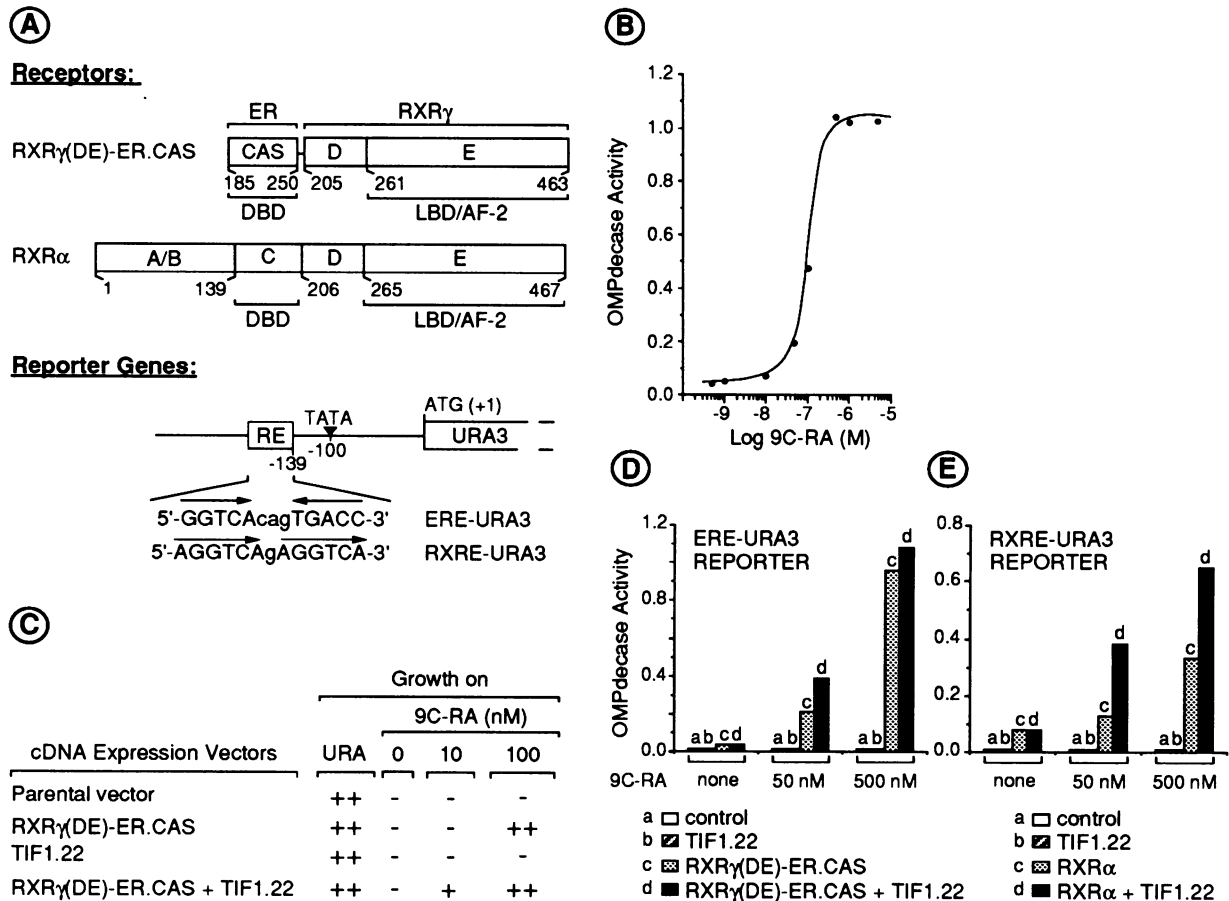 A
Receptors:
ER RXRγ
RXRγ(DE)-ER.CAS CAS D E
185 250 205 261 463
DBD LBD/AF-2
RXRα A/B C D E
1 139 206 265 467
DBD LBD/AF-2
Reporter Genes:
TATA ATG (+1)
RE URA3
-139 -100
5'-GGTCAcagTGACC-3' ERE-URA3
5'-AGGTCAgAGGTCA-3' RXRE-URA3
B
OMPdecase Activity
1.2
1.0
0.8
0.6
0.4
0.2
0.0
-9 -8 -7 -6 -5
Log 9C-RA (M)
C
Growth on
9C-RA (nM)
cDNA Expression Vectors URA 0 10 100
Parental vector ++ - - -
RXRγ(DE)-ER.CAS ++ - - ++
TIF1.22 ++ - - -
RXRγ(DE)-ER.CAS + TIF1.22 ++ - + ++
D
ERE-URA3
REPORTER
OMPdecase Activity
1.2
0.8
0.4
0.0
a b c d a b c d a b c d
9C-RA none 50 nM 500 nM
a control
b TIF1.22
c RXRγ(DE)-ER.CAS
d RXRγ(DE)-ER.CAS + TIF1.22
E
RXRE-URA3
REPORTER
0.8
0.6
0.4
0.2
0.0
a b c d a b c d a b c d
none 50 nM 500 nM
a control
b TIF1.22
c RXRα
d RXRα + TIF1.22